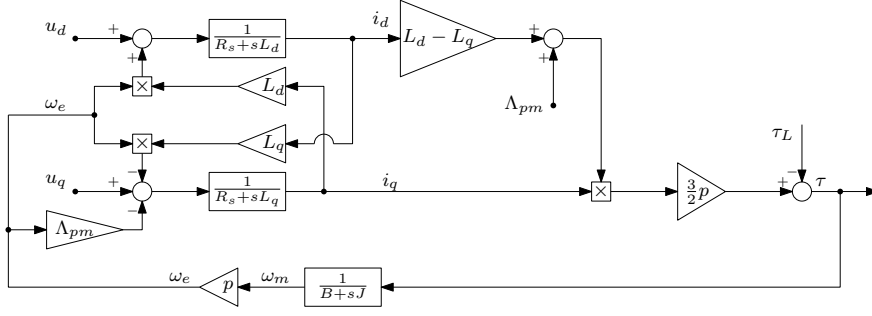 u_d + 1/(R_s+sL_d) i_d L_d − L_q +
+ +
× L_d Λ_pm
ω_e
× L_q τ_L
−
u_q + 1/(R_s+sL_q) i_q × 3/2 p + − τ
−
Λ_pm
ω_e p ω_m 1/(B+sJ)